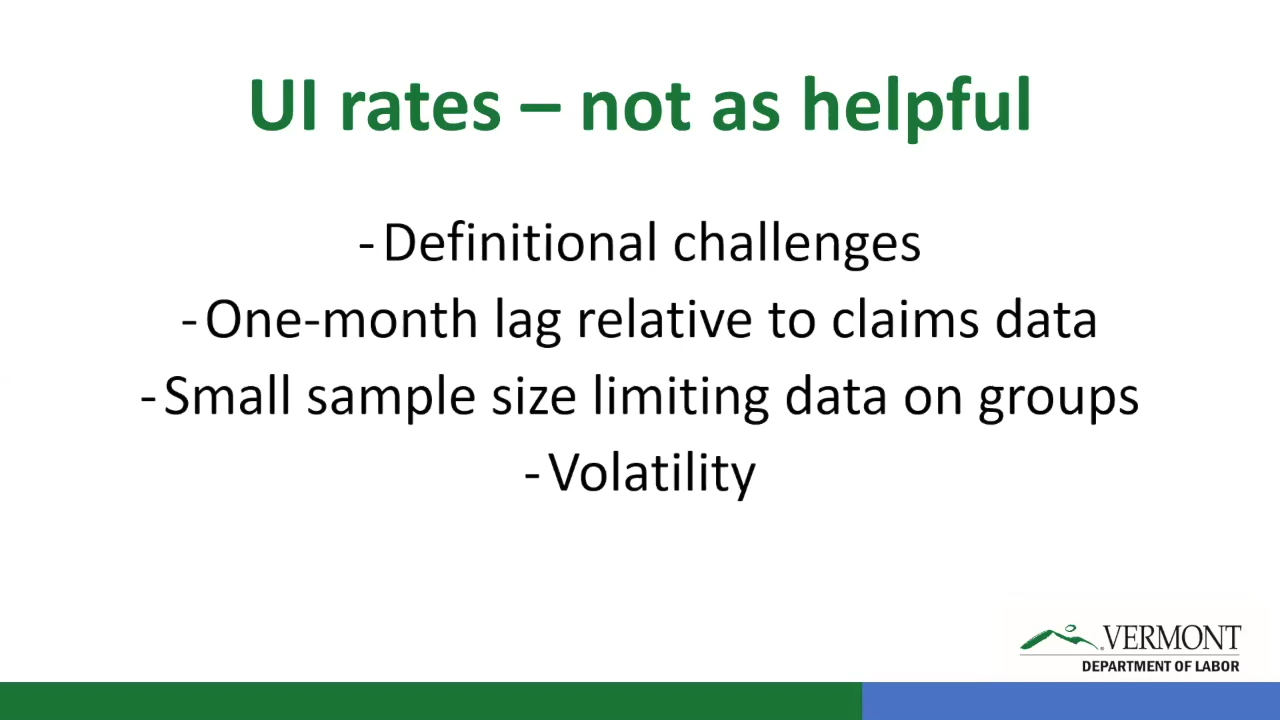 UI rates – not as helpful
- Definitional challenges
- One-month lag relative to claims data
- Small sample size limiting data on groups
- Volatility
VERMONT
DEPARTMENT OF LABOR